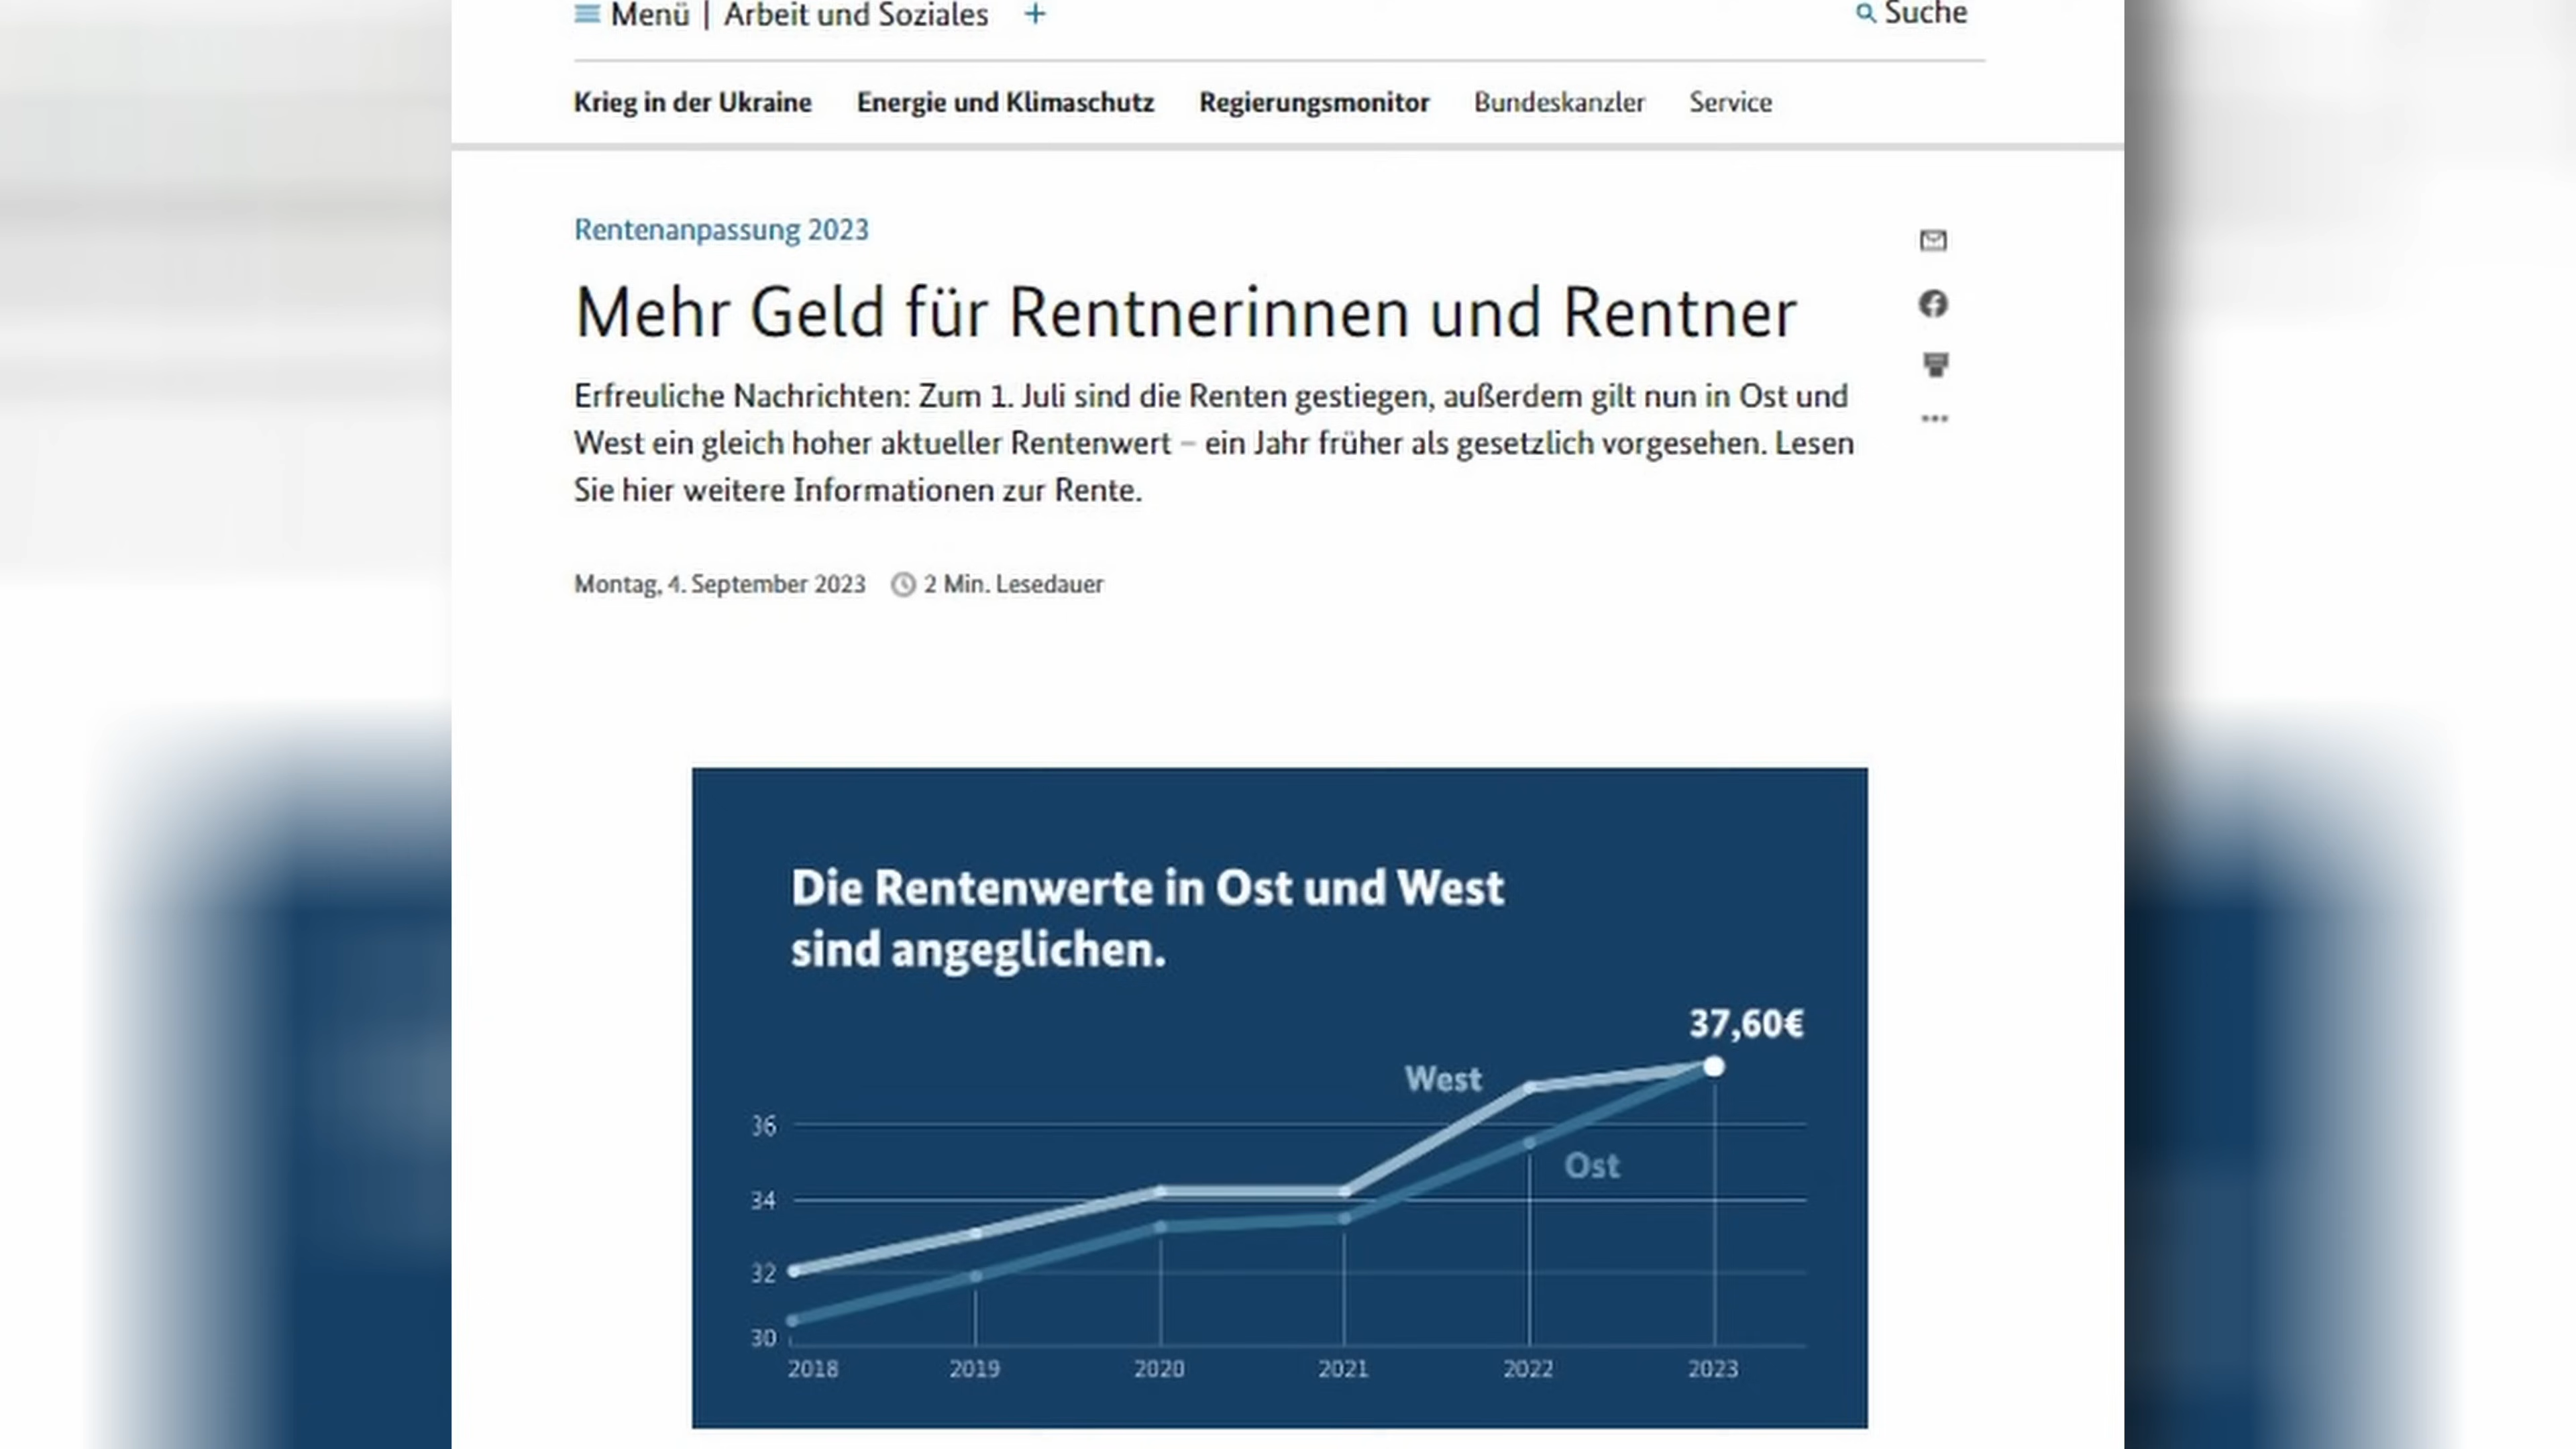 Menü | Arbeit und Soziales +
Suche
Krieg in der Ukraine Energie und Klimaschutz Regierungsmonitor Bundeskanzler Service
Rentenanpassung 2023
Mehr Geld für Rentnerinnen und Rentner
Erfreuliche Nachrichten: Zum 1. Juli sind die Renten gestiegen, außerdem gilt nun in Ost und
West ein gleich hoher aktueller Rentenwert – ein Jahr früher als gesetzlich vorgesehen. Lesen
Sie hier weitere Informationen zur Rente.
Montag, 4. September 2023 2 Min. Lesedauer
Die Rentenwerte in Ost und West
sind angeglichen.
37,60€
West
36
Ost
34
32
30
2018 2019 2020 2021 2022 2023